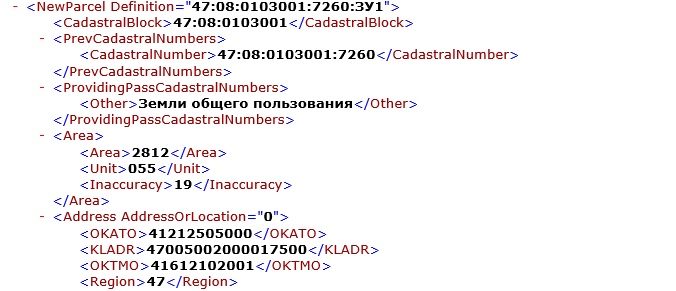 - <NewParcel Definition="47:08:0103001:7260:ЗУ1">
<CadastralBlock>47:08:0103001</CadastralBlock>
- <PrevCadastralNumbers>
<CadastralNumber>47:08:0103001:7260</CadastralNumber>
</PrevCadastralNumbers>
- <ProvidingPassCadastralNumbers>
<Other>Земли общего пользования</Other>
</ProvidingPassCadastralNumbers>
- <Area>
<Area>2812</Area>
<Unit>055</Unit>
<Inaccuracy>19</Inaccuracy>
</Area>
- <Address AddressOrLocation="0">
<OKATO>41212505000</OKATO>
<KLADR>47005002000017500</KLADR>
<OKTMO>41612102001</OKTMO>
<Region>47</Region>